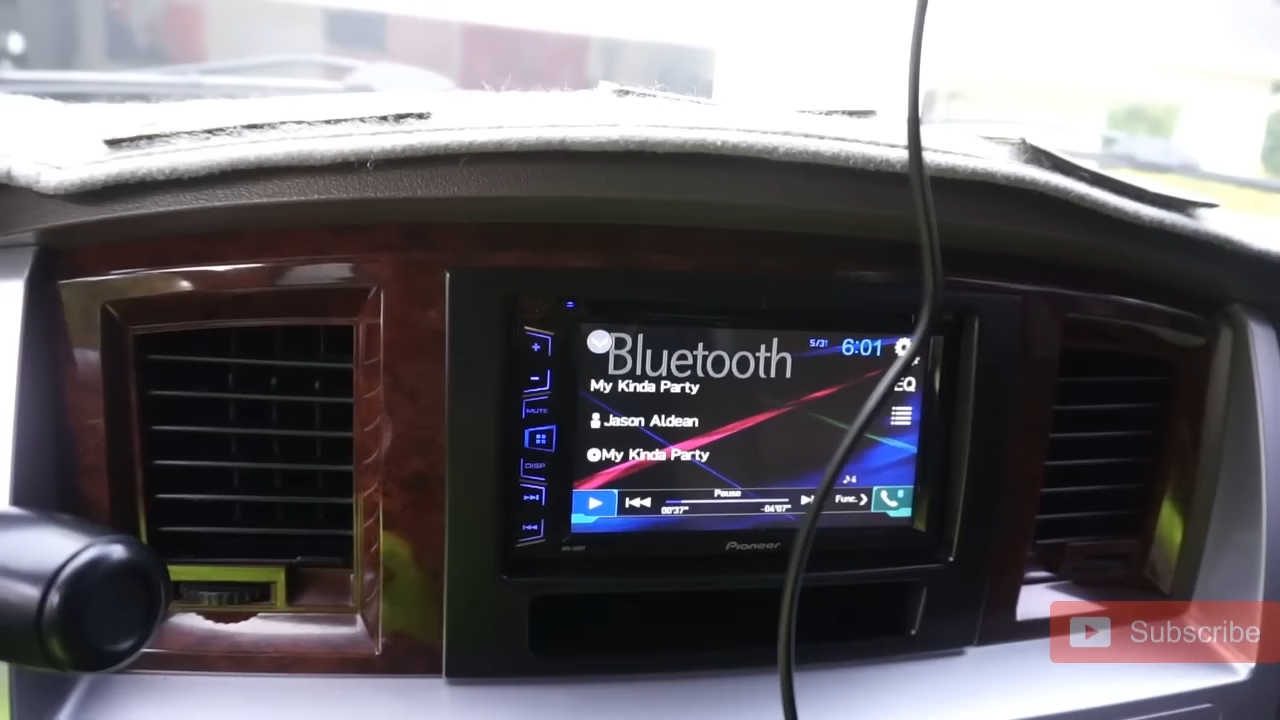 Bluetooth
5/31
6:01
My Kinda Party
EQ
Jason Aldean
My Kinda Party
MUTE
DISP
Pause
00'37"
-04'07"
4
Func.
Pioneer
Subscribe